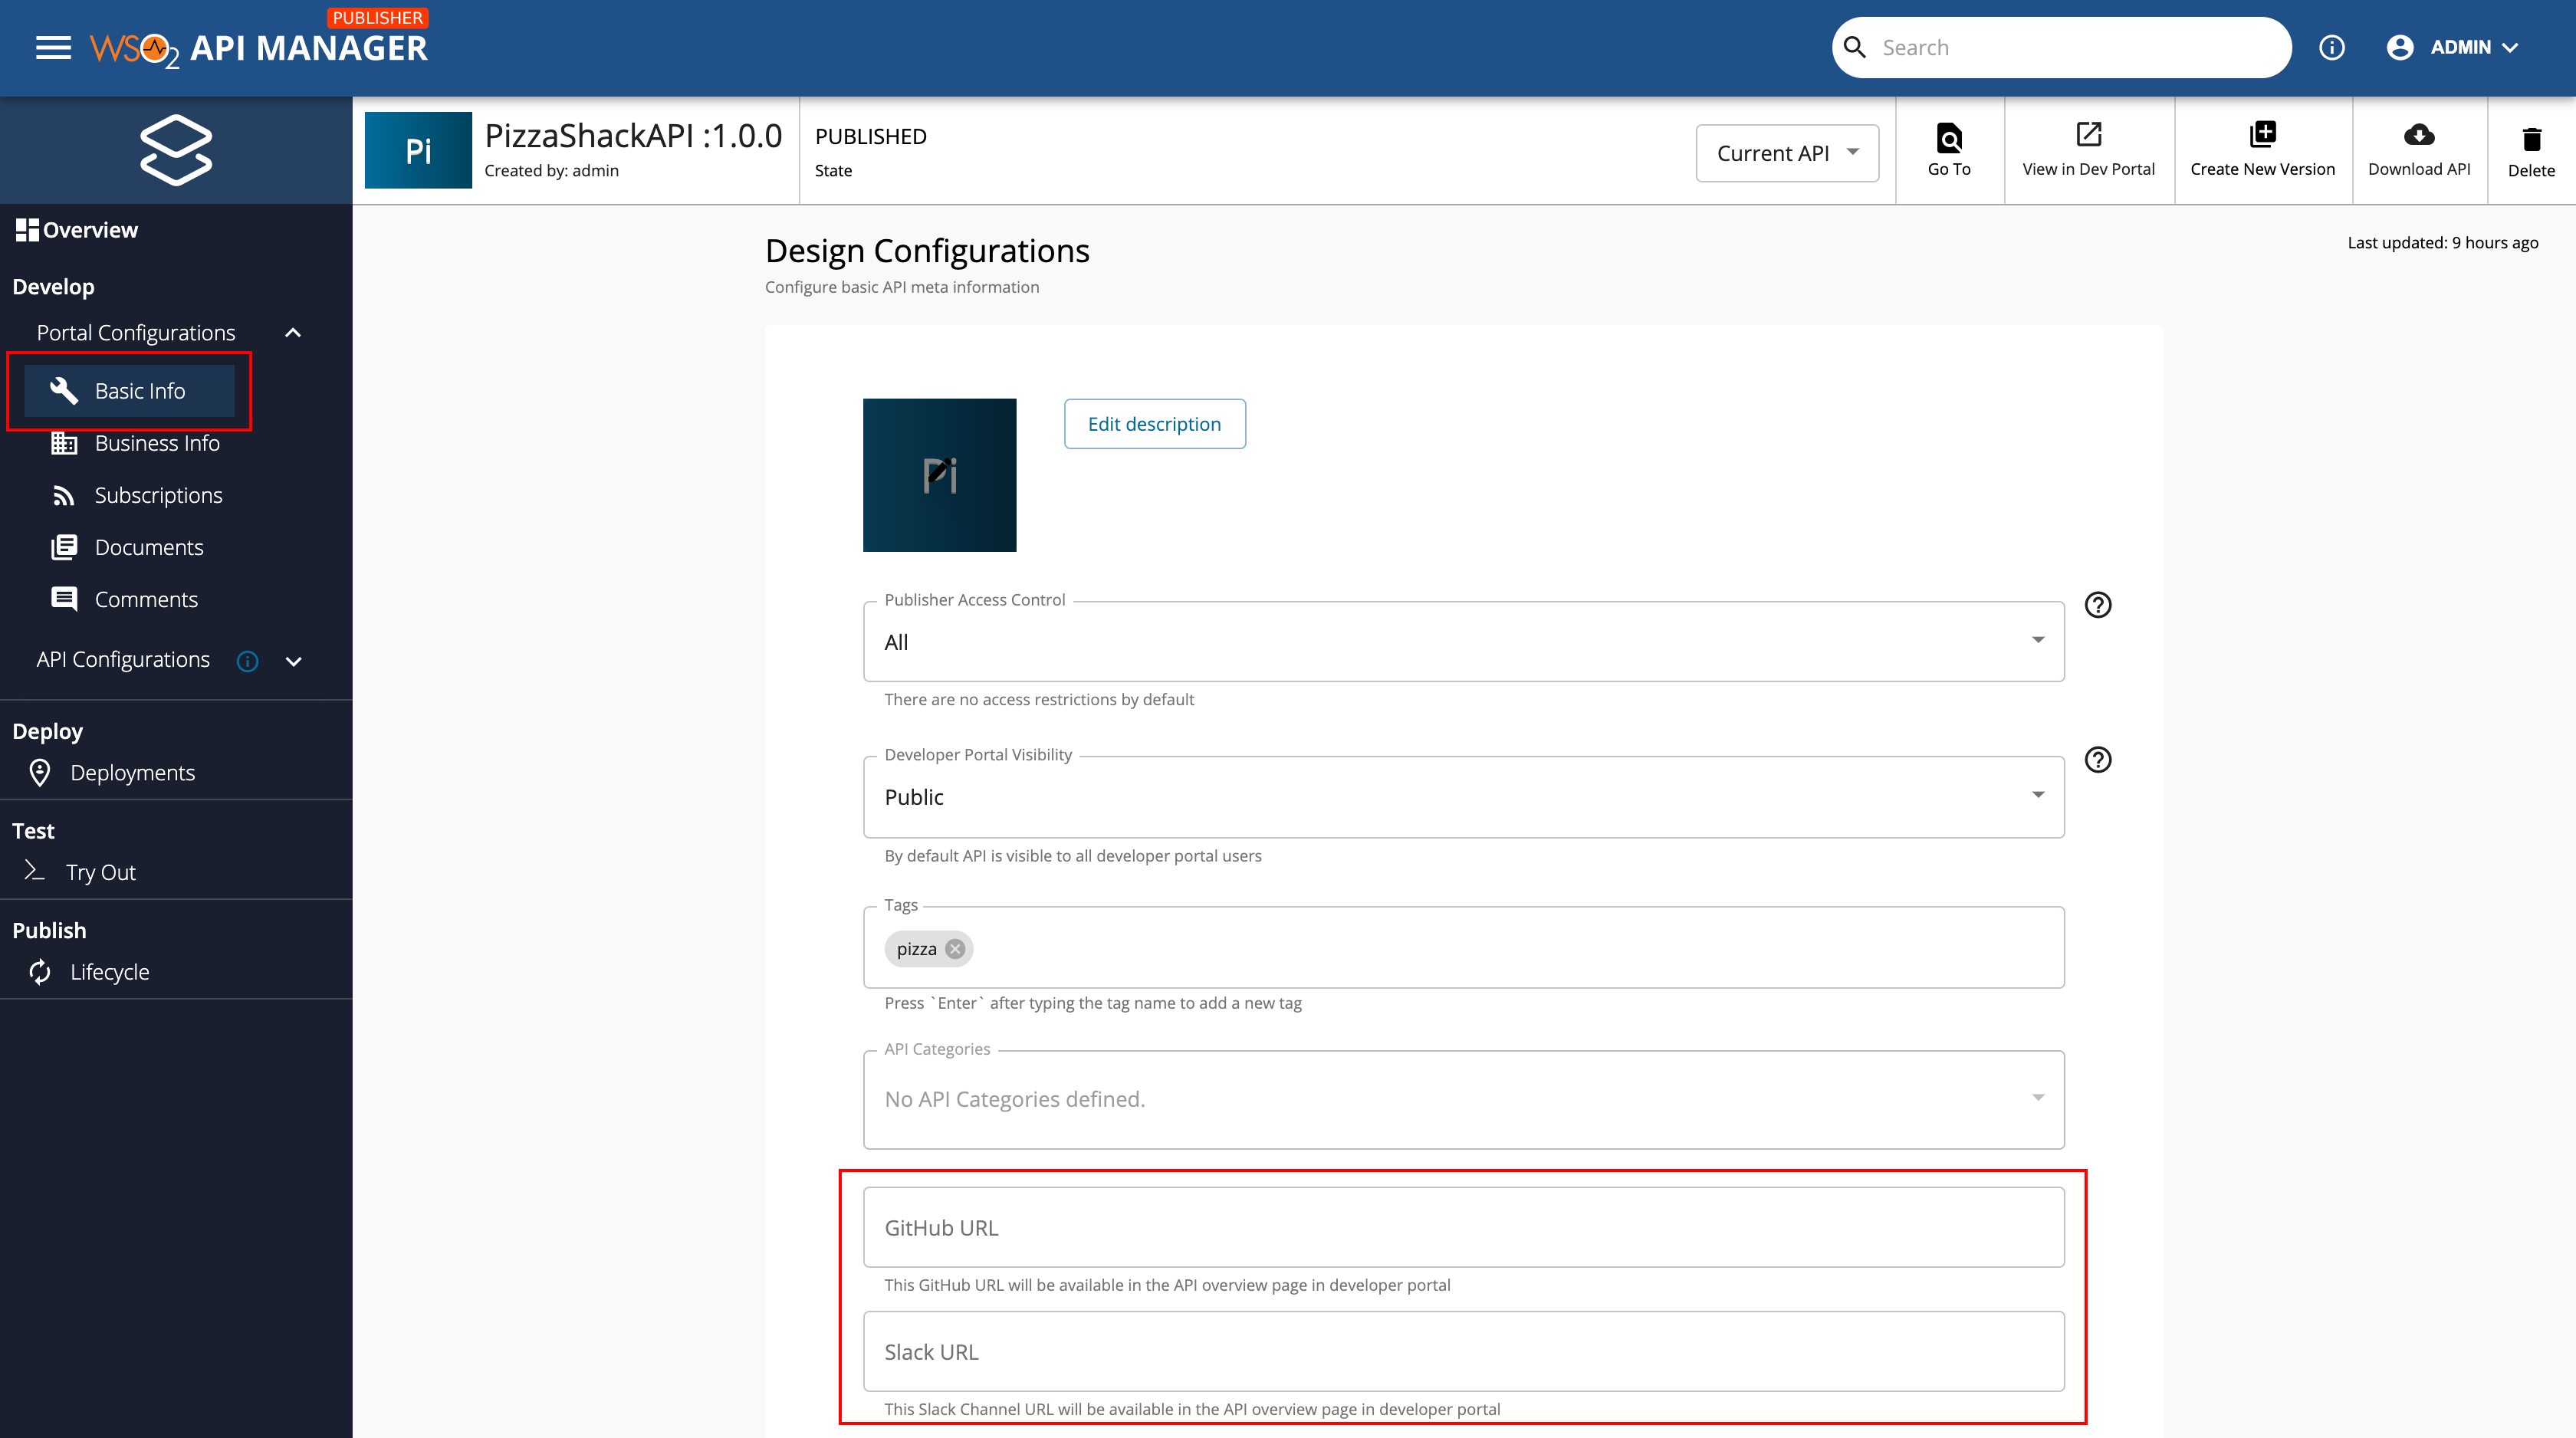 PUBLISHER
WSO2 API MANAGER
Search
ADMIN
Pi
PizzaShackAPI :1.0.0
Created by: admin
PUBLISHED
State
Current API
Go To
View in Dev Portal
Create New Version
Download API
Delete
Overview
Develop
Portal Configurations
Basic Info
Business Info
Subscriptions
Documents
Comments
API Configurations
Deploy
Deployments
Test
Try Out
Publish
Lifecycle
Design Configurations
Configure basic API meta information
Last updated: 9 hours ago
Pi
Edit description
Publisher Access Control
All
There are no access restrictions by default
Developer Portal Visibility
Public
By default API is visible to all developer portal users
Tags
pizza
Press `Enter` after typing the tag name to add a new tag
API Categories
No API Categories defined.
GitHub URL
This GitHub URL will be available in the API overview page in developer portal
Slack URL
This Slack Channel URL will be available in the API overview page in developer portal